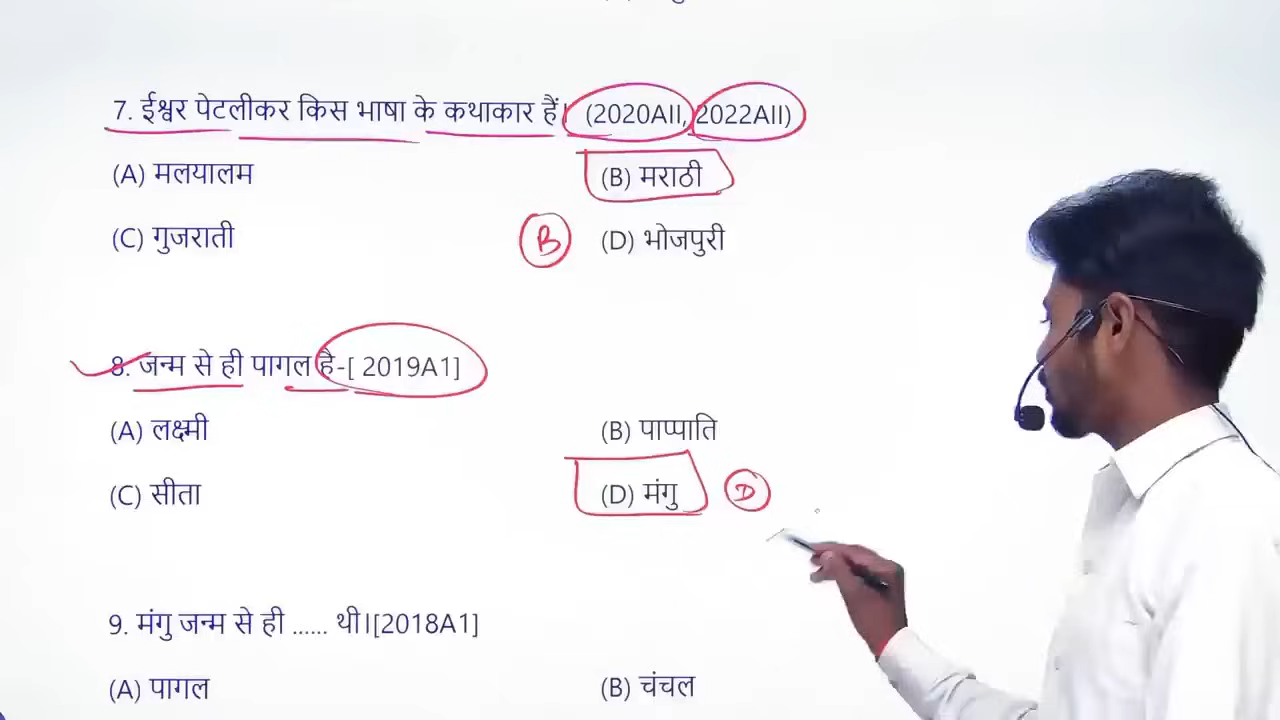 7. ईश्वर पेटलीकर किस भाषा के कथाकार हैं। (2020AII, 2022AII)
(A) मलयालम (B) मराठी
(C) गुजराती B (D) भोजपुरी
8. जन्म से ही पागल है-[ 2019A1]
(A) लक्ष्मी (B) पाप्पाति
(C) सीता (D) मंगु D
9. मंगु जन्म से ही ...... थी।[2018A1]
(A) पागल (B) चंचल